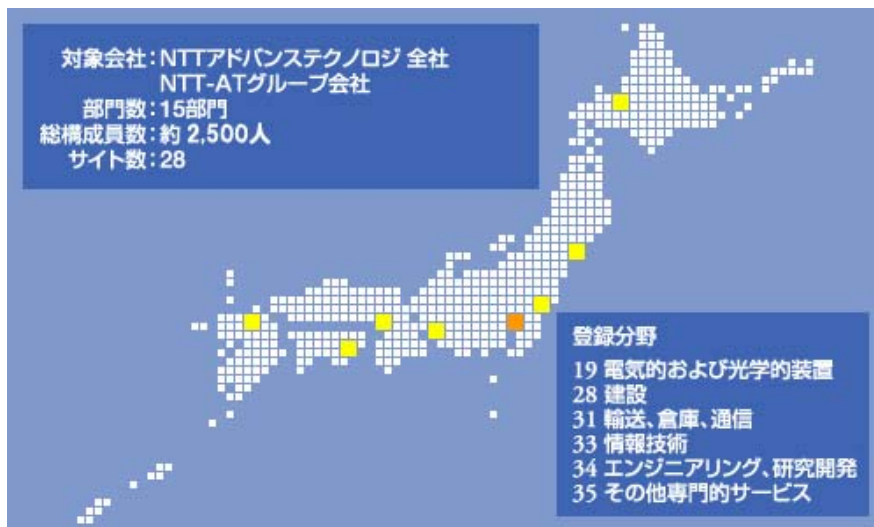 対象会社:NTTアドバンステクノロジ 全社
NTT-ATグループ会社
部門数:15部門
総構成員数:約 2,500人
サイト数:28
登録分野
19 電気的および光学的装置
28 建設
31 輸送、倉庫、通信
33 情報技術
34 エンジニアリング、研究開発
35 その他専門的サービス